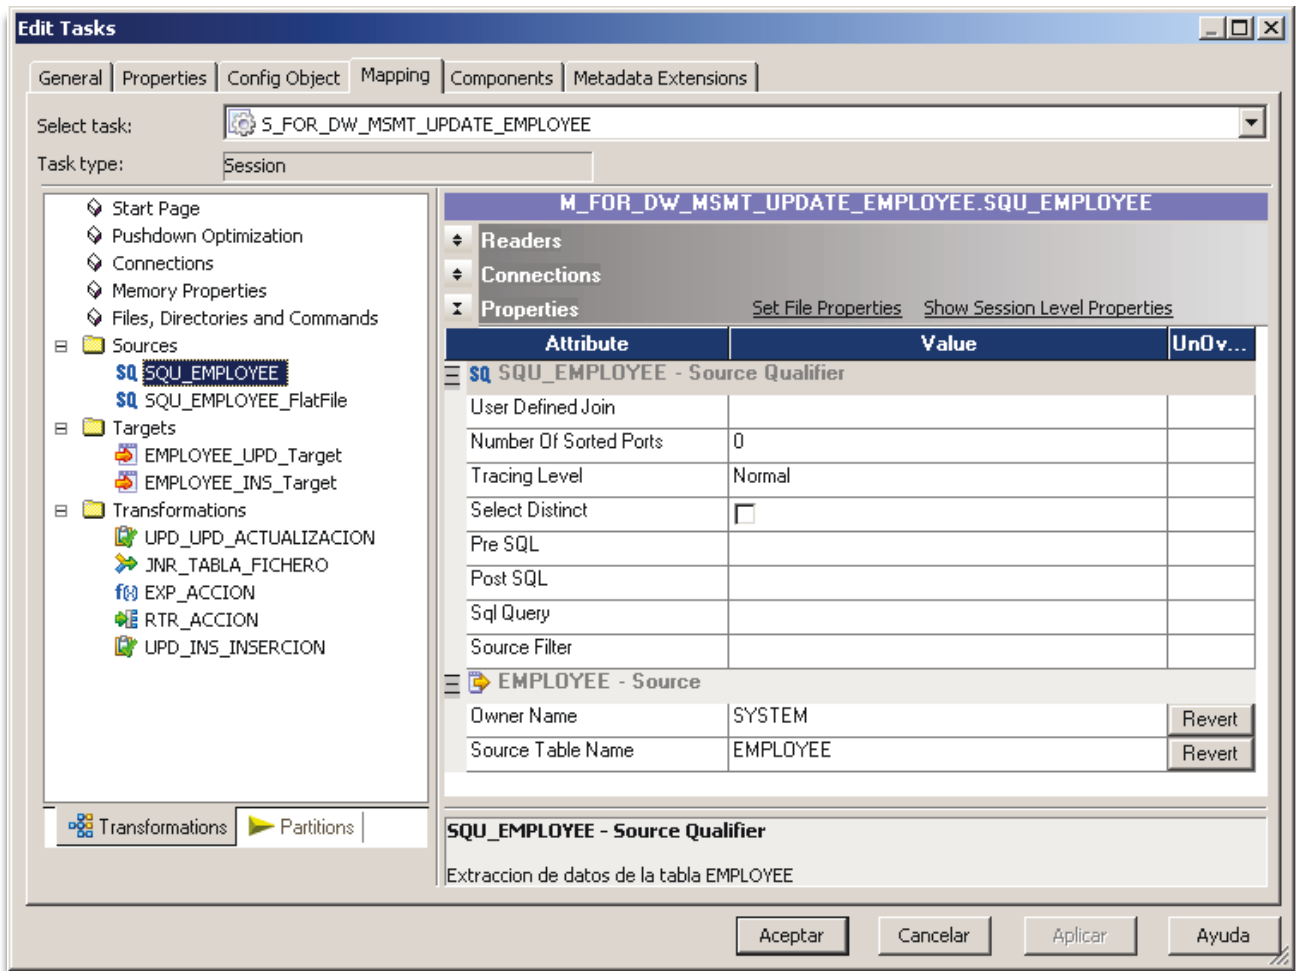 Edit Tasks
General Properties Config Object Mapping Components Metadata Extensions
Select task: S_FOR_DW_MSMT_UPDATE_EMPLOYEE
Task type: Session
Start Page
Pushdown Optimization
Connections
Memory Properties
Files, Directories and Commands
Sources
SQ SQU_EMPLOYEE
SQ SQU_EMPLOYEE_FlatFile
Targets
EMPLOYEE_UPD_Target
EMPLOYEE_INS_Target
Transformations
UPD_UPD_ACTUALIZACION
JNR_TABLA_FICHERO
f(x) EXP_ACCION
RTR_ACCION
UPD_INS_INSERCION
Transformations Partitions
M_FOR_DW_MSMT_UPDATE_EMPLOYEE.SQU_EMPLOYEE
Readers
Connections
Properties Set File Properties Show Session Level Properties
Attribute Value UnOv...
SQ SQU_EMPLOYEE - Source Qualifier
User Defined Join
Number Of Sorted Ports 0
Tracing Level Normal
Select Distinct
Pre SQL
Post SQL
Sql Query
Source Filter
EMPLOYEE - Source
Owner Name SYSTEM Revert
Source Table Name EMPLOYEE Revert
SQU_EMPLOYEE - Source Qualifier
Extraccion de datos de la tabla EMPLOYEE
Aceptar Cancelar Aplicar Ayuda